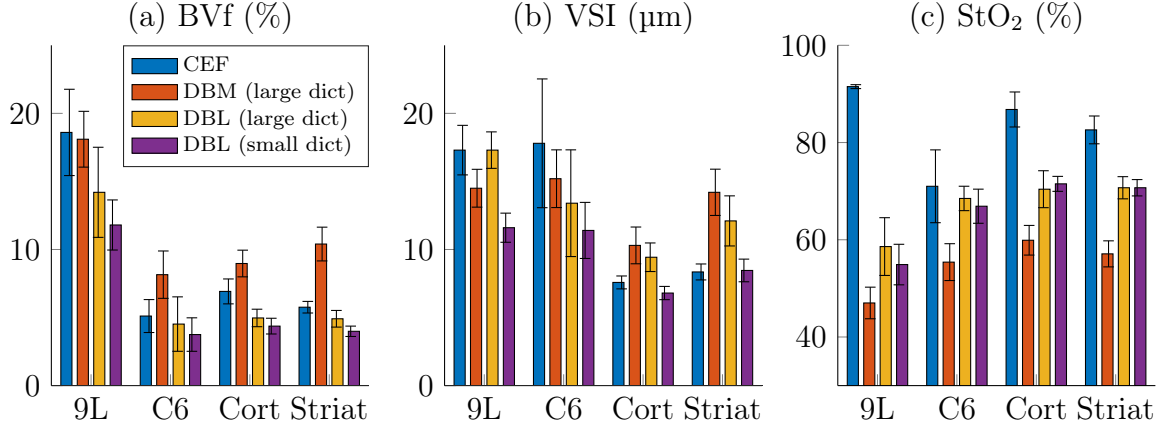 (a) BVf (%)
20
10
0
CEF
DBM (large dict)
DBL (large dict)
DBL (small dict)
9L C6 Cort Striat
(b) VSI (µm)
20
10
0
9L C6 Cort Striat
(c) StO₂ (%)
100
80
60
40
9L C6 Cort Striat